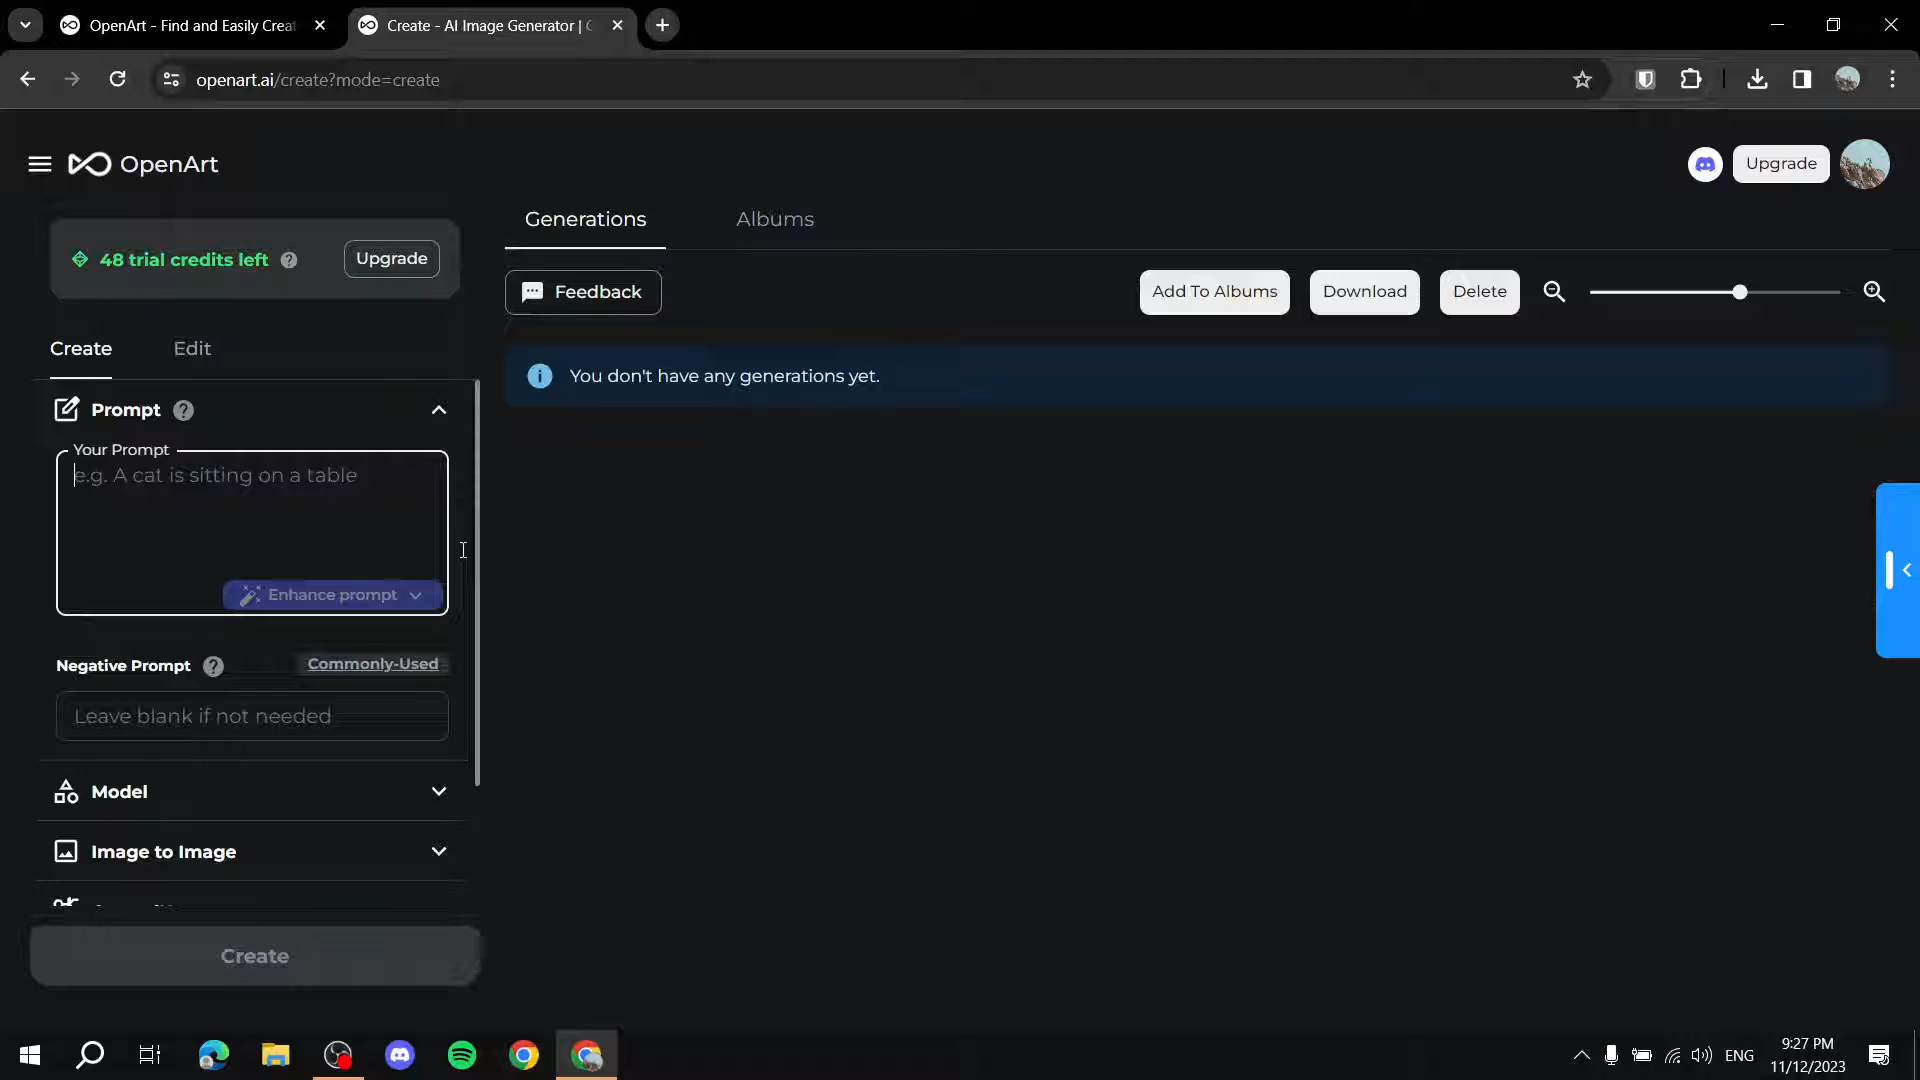 OpenArt - Find and Easily Creat
Create - AI Image Generator |
openart.ai/create?mode=create
OpenArt
Upgrade
48 trial credits left
Upgrade
Generations
Albums
Feedback
Add To Albums
Download
Delete
Create
Edit
You don't have any generations yet.
Prompt
Your Prompt
e.g. A cat is sitting on a table
Enhance prompt
Negative Prompt
Commonly-Used
Leave blank if not needed
Model
Image to Image
Create
ENG
9:27 PM
11/12/2023